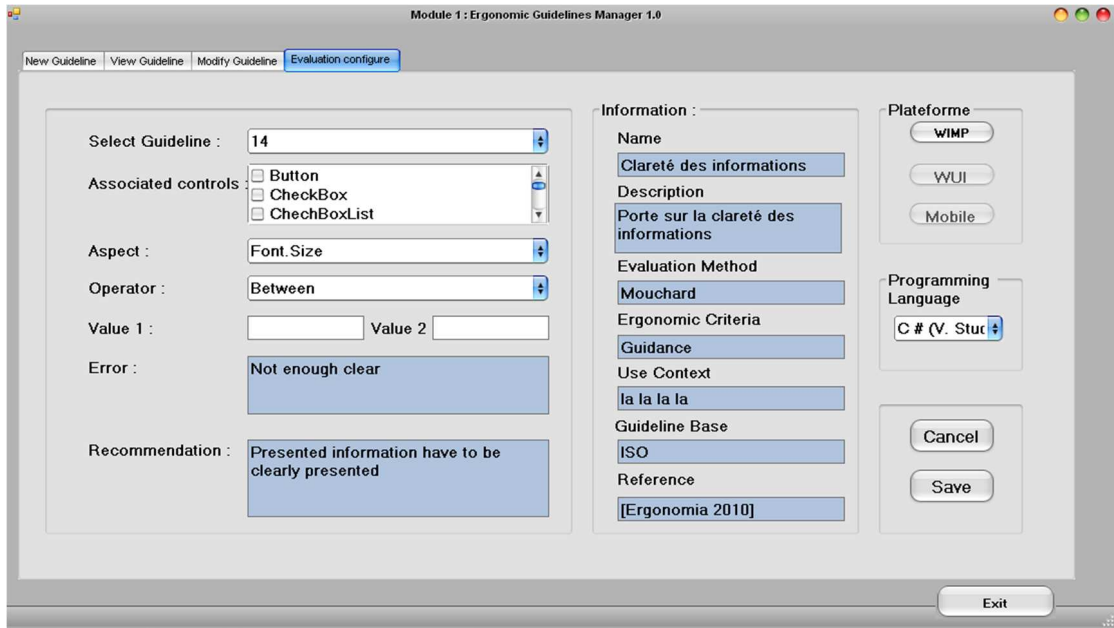 Module 1 : Ergonomic Guidelines Manager 1.0
New Guideline
View Guideline
Modify Guideline
Evaluation configure
Select Guideline :
14
Associated controls :
Button
CheckBox
ChechBoxList
Aspect :
Font.Size
Operator :
Between
Value 1 :
Value 2
Error :
Not enough clear
Recommendation :
Presented information have to be
clearly presented
Information :
Name
Clareté des informations
Description
Porte sur la clareté des
informations
Evaluation Method
Mouchard
Ergonomic Criteria
Guidance
Use Context
la la la la
Guideline Base
ISO
Reference
[Ergonomia 2010]
Plateforme
WIMP
WUI
Mobile
Programming
Language
C # (V. Stuc
Cancel
Save
Exit